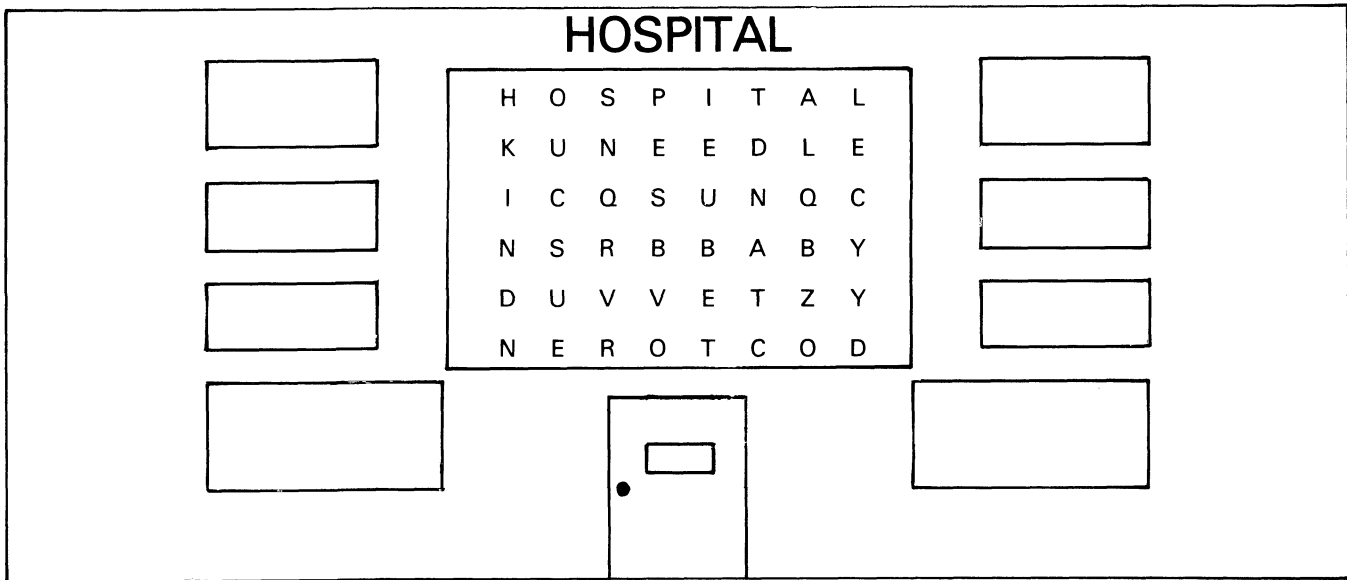 HOSPITAL
H O S P I T A L
K U N E E D L E
I C Q S U N Q C
N S R B B A B Y
D U V V E T Z Y
N E R O T C O D